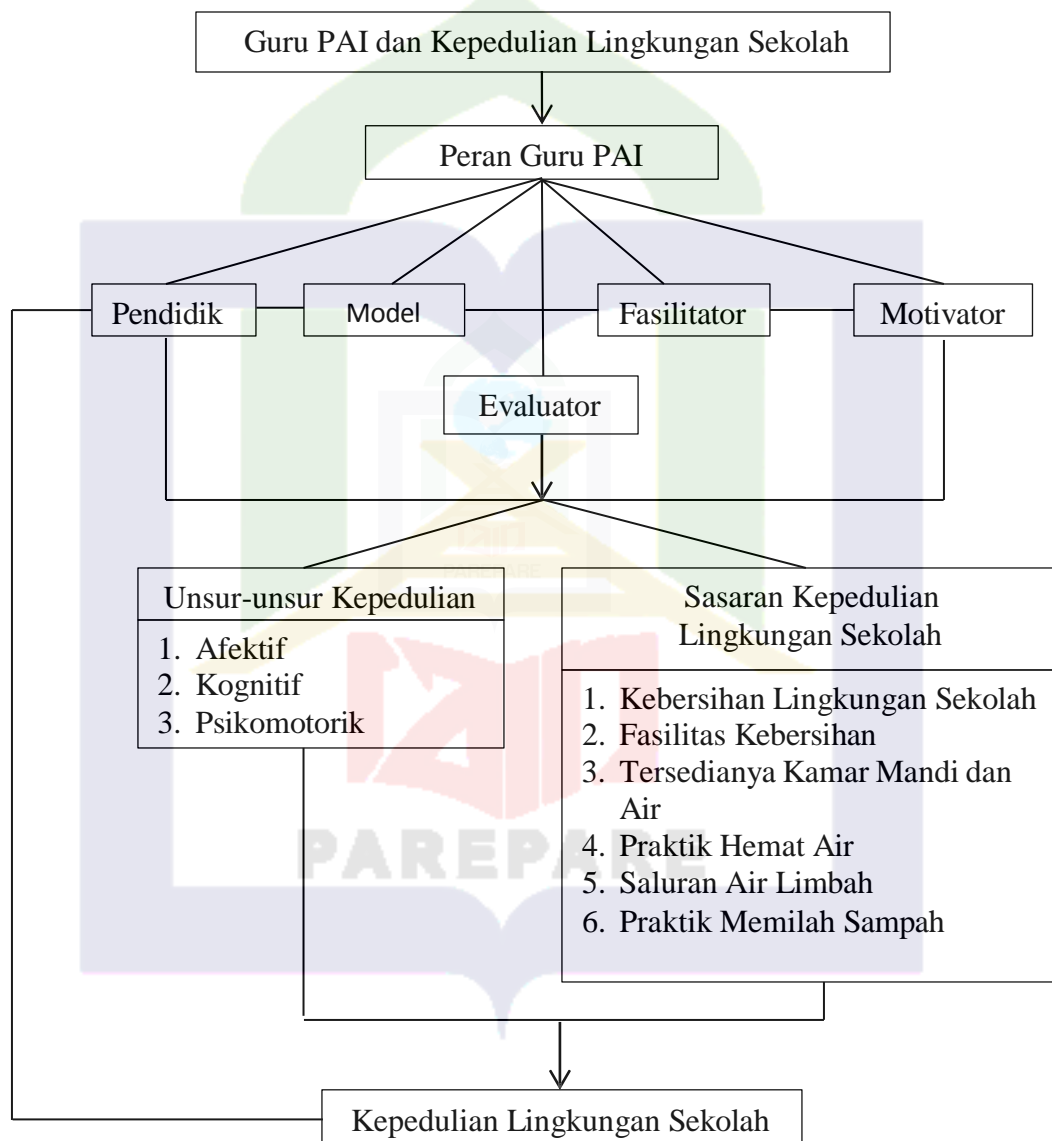 Guru PAI dan Kepedulian Lingkungan Sekolah
Peran Guru PAI
Pendidik
Model
Fasilitator
Motivator
Evaluator
Unsur-unsur Kepedulian
1. Afektif
2. Kognitif
3. Psikomotorik
Sasaran Kepedulian
Lingkungan Sekolah
1. Kebersihan Lingkungan Sekolah
2. Fasilitas Kebersihan
3. Tersedianya Kamar Mandi dan
Air
4. Praktik Hemat Air
5. Saluran Air Limbah
6. Praktik Memilah Sampah
PAREPARE
PAREPARE
Kepedulian Lingkungan Sekolah